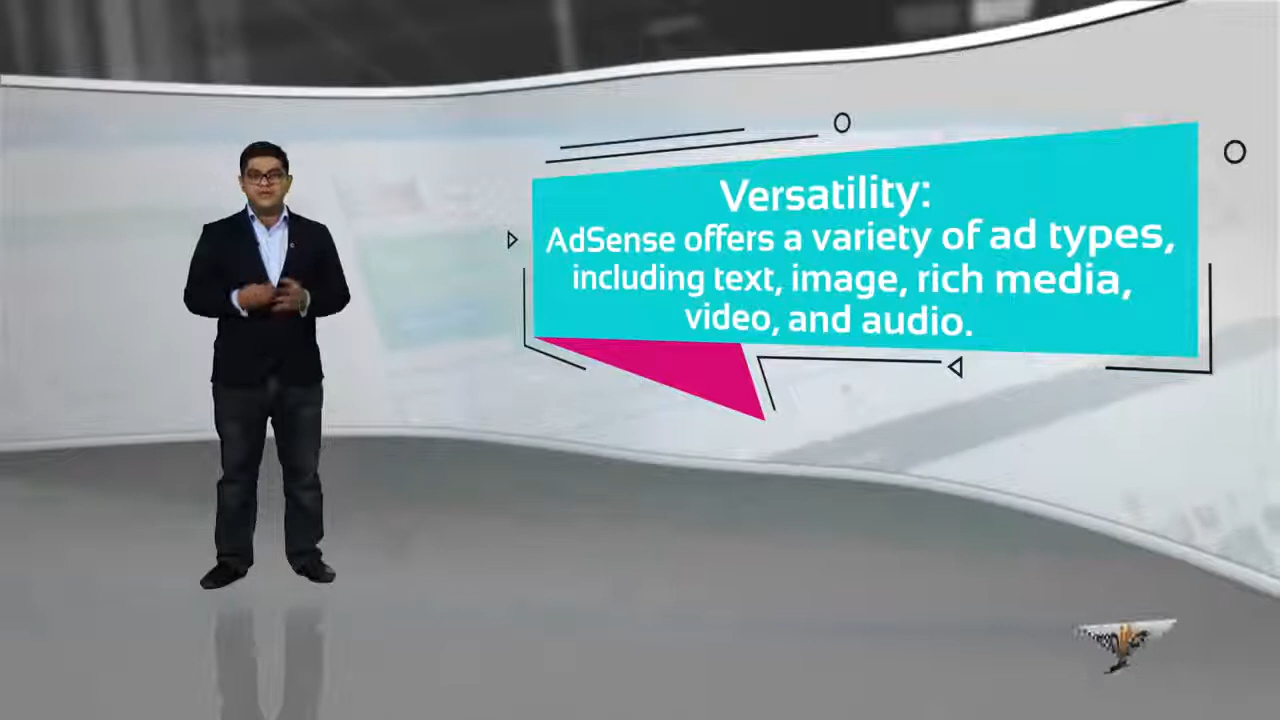 Versatility:
AdSense offers a variety of ad types,
including text, image, rich media,
video, and audio.